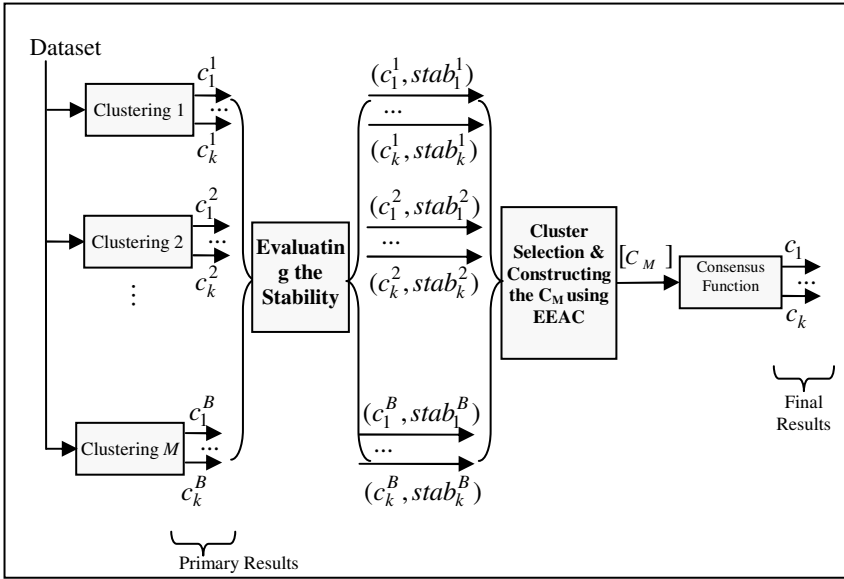 Dataset
Clustering 1
c_1^1
...
c_k^1
Clustering 2
c_1^2
...
c_k^2
⋮
Clustering M
c_1^B
...
c_k^B
Primary Results
Evaluatin
g the
Stability
(c_1^1, stab_1^1)
...
(c_k^1, stab_k^1)
(c_1^2, stab_1^2)
...
(c_k^2, stab_k^2)
(c_1^B, stab_1^B)
...
(c_k^B, stab_k^B)
Cluster
Selection &
Constructing
the C_M using
EEAC
[C_M]
Consensus
Function
c_1
...
c_k
Final
Results